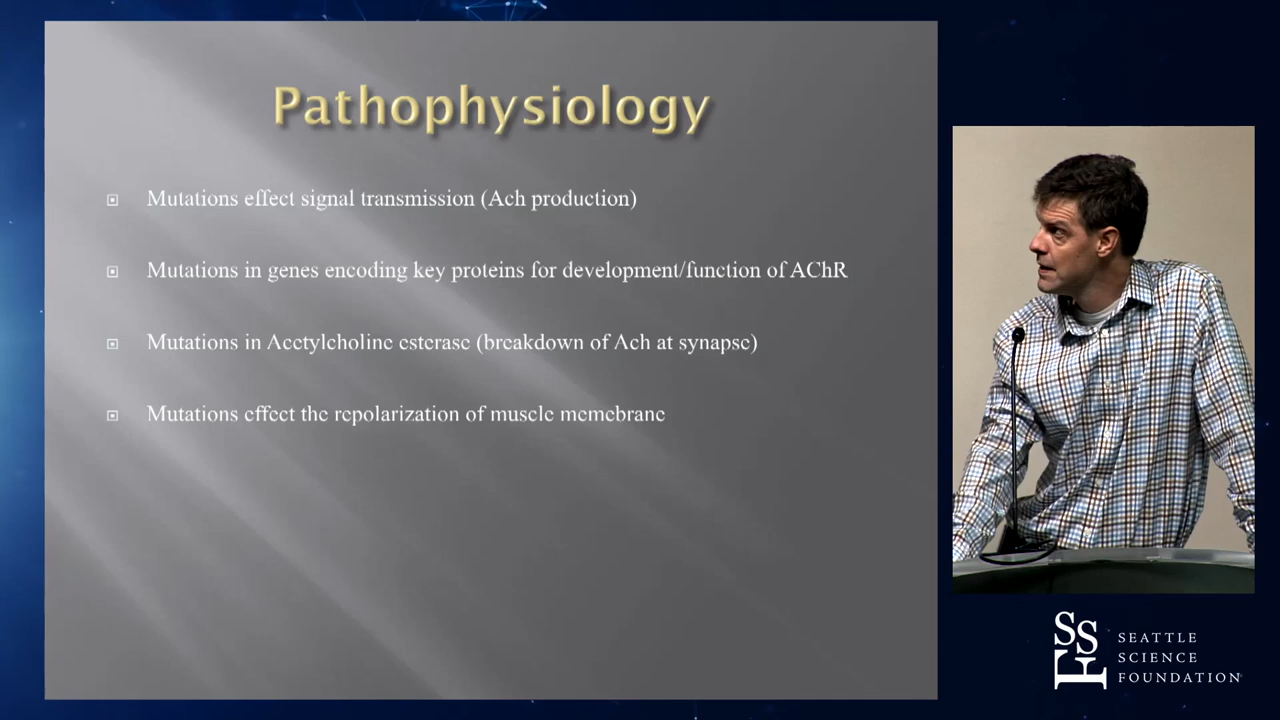 Pathophysiology
Mutations effect signal transmission (Ach production)
Mutations in genes encoding key proteins for development/function of AChR
Mutations in Acetylcholine esterase (breakdown of Ach at synapse)
Mutations effect the repolarization of muscle memebrane
SSF
SEATTLE
SCIENCE
FOUNDATION